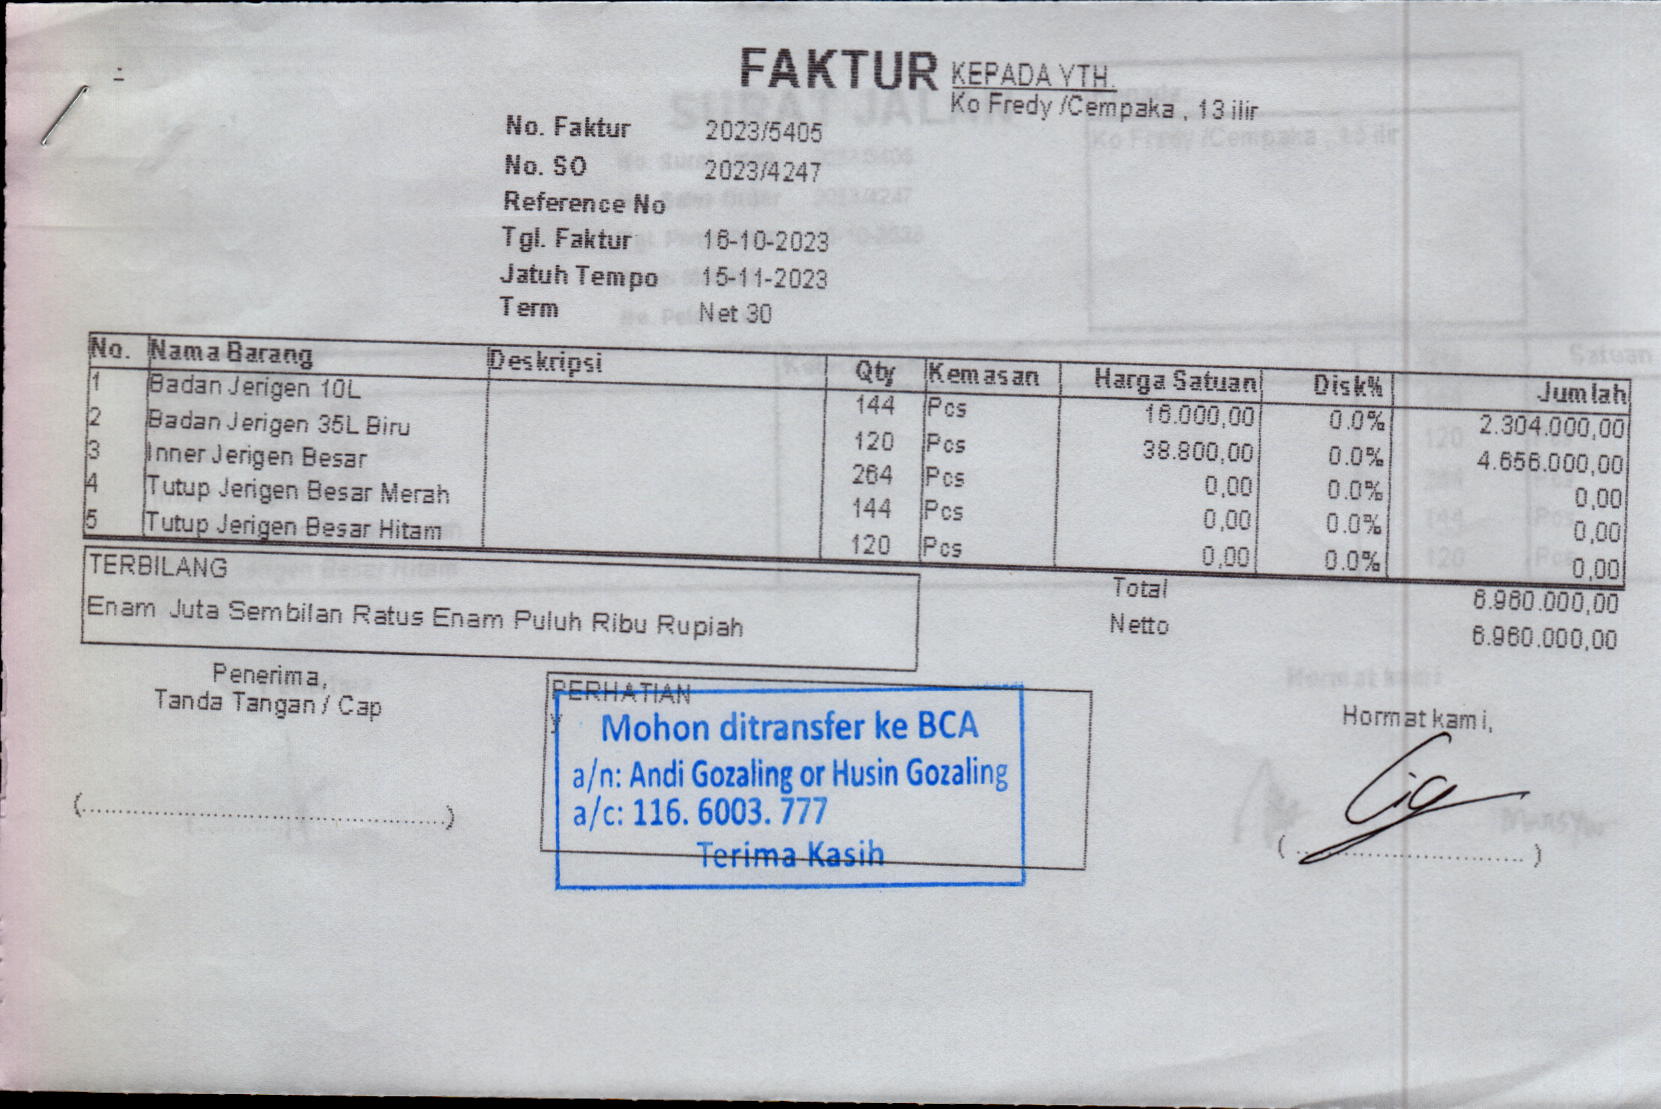 FAKTUR
KEPADA YTH.
Ko Fredy /Cempaka , 13 ilir
No. Faktur 2023/5405
No. SO 2023/4247
Reference No
Tgl. Faktur 16-10-2023
Jatuh Tempo 15-11-2023
Term Net 30
No. Nama Barang Deskripsi Qty Kemasan Harga Satuan Disk% Jumlah
1 Badan Jerigen 10L 144 Pcs 16.000,00 0.0% 2.304.000,00
2 Badan Jerigen 35L Biru 120 Pcs 38.800,00 0.0% 4.656.000,00
3 Inner Jerigen Besar 264 Pcs 0,00 0.0% 0,00
4 Tutup Jerigen Besar Merah 144 Pcs 0,00 0.0% 0,00
5 Tutup Jerigen Besar Hitam 120 Pcs 0,00 0.0% 0,00
TERBILANG
Enam Juta Sembilan Ratus Enam Puluh Ribu Rupiah
Total 6.960.000,00
Netto 6.960.000,00
Penerima,
Tanda Tangan / Cap
PERHATIAN
Mohon ditransfer ke BCA
a/n: Andi Gozaling or Husin Gozaling
a/c: 116. 6003. 777
Terima Kasih
Hormat kami,